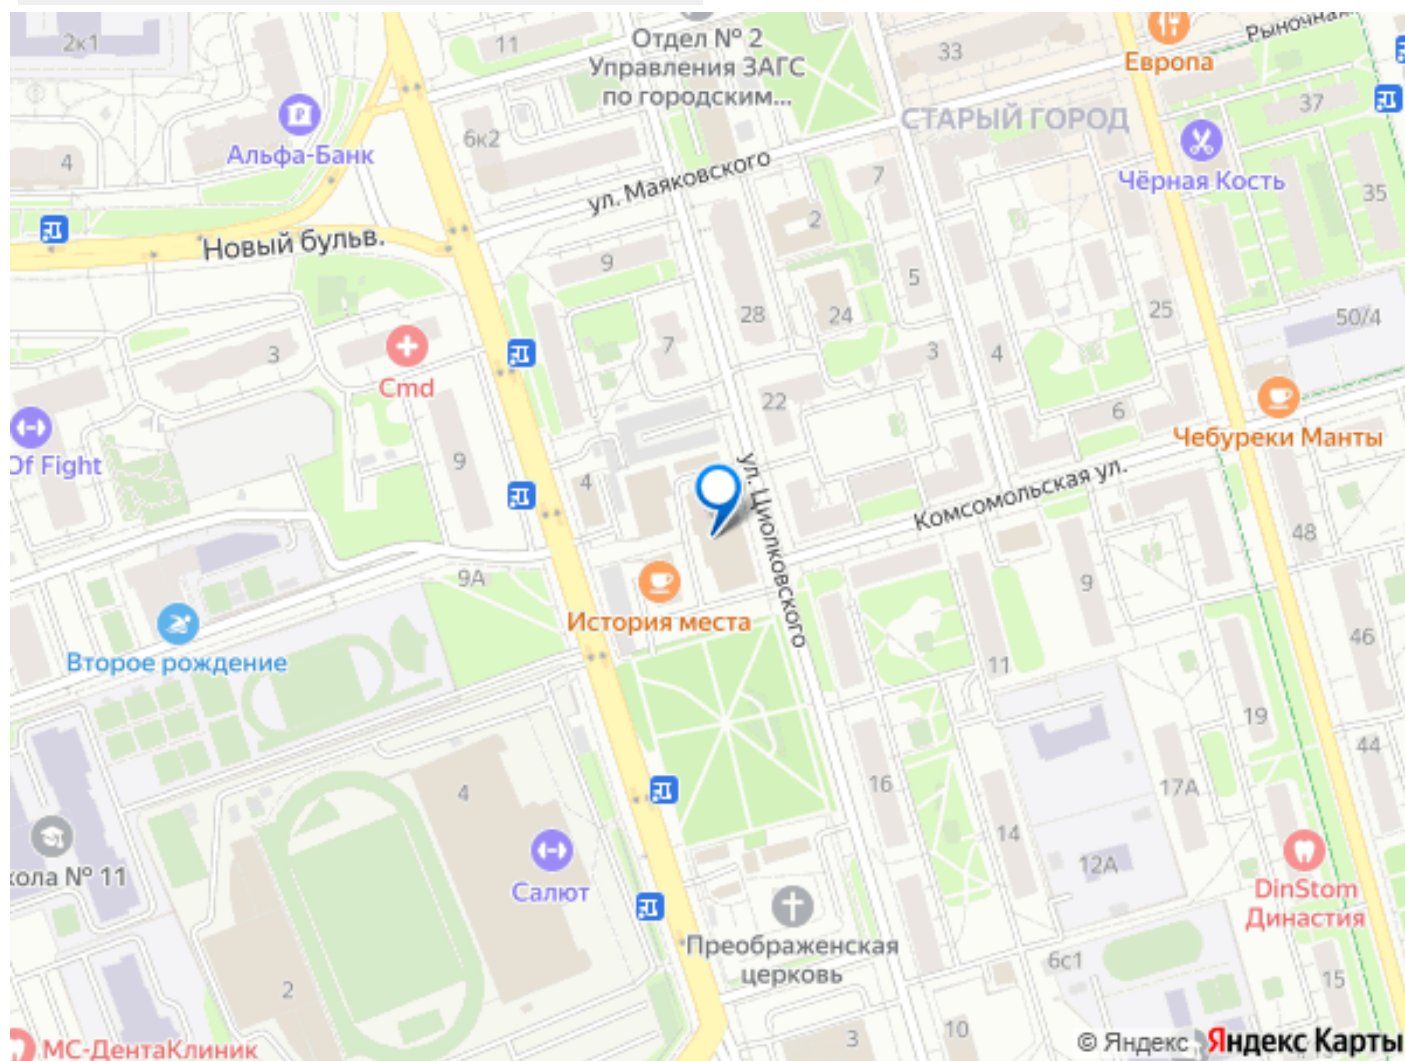 2к1
11
Отдел № 2
Управления ЗАГС
по городским...
33
Европа
Рыночная
37
СТАРЫЙ ГОРОД
Альфа-Банк
4
6к2
ул. Маяковского
7
Чёрная Кость
35
Новый бульв.
2
9
5
28
24
25
50/4
3
Cmd
7
3
4
22
6
Чебуреки Манты
Of Fight
9
4
ул. Циолковского
Комсомольская ул.
48
9А
История места
9
46
Второе рождение
11
19
44
4
16
17А
14
12А
кола № 11
Салют
DinStom
Династия
Преображенская
церковь
6с1
15
2
3
10
МС-ДентаКлиник
© Яндекс Яндекс Карты